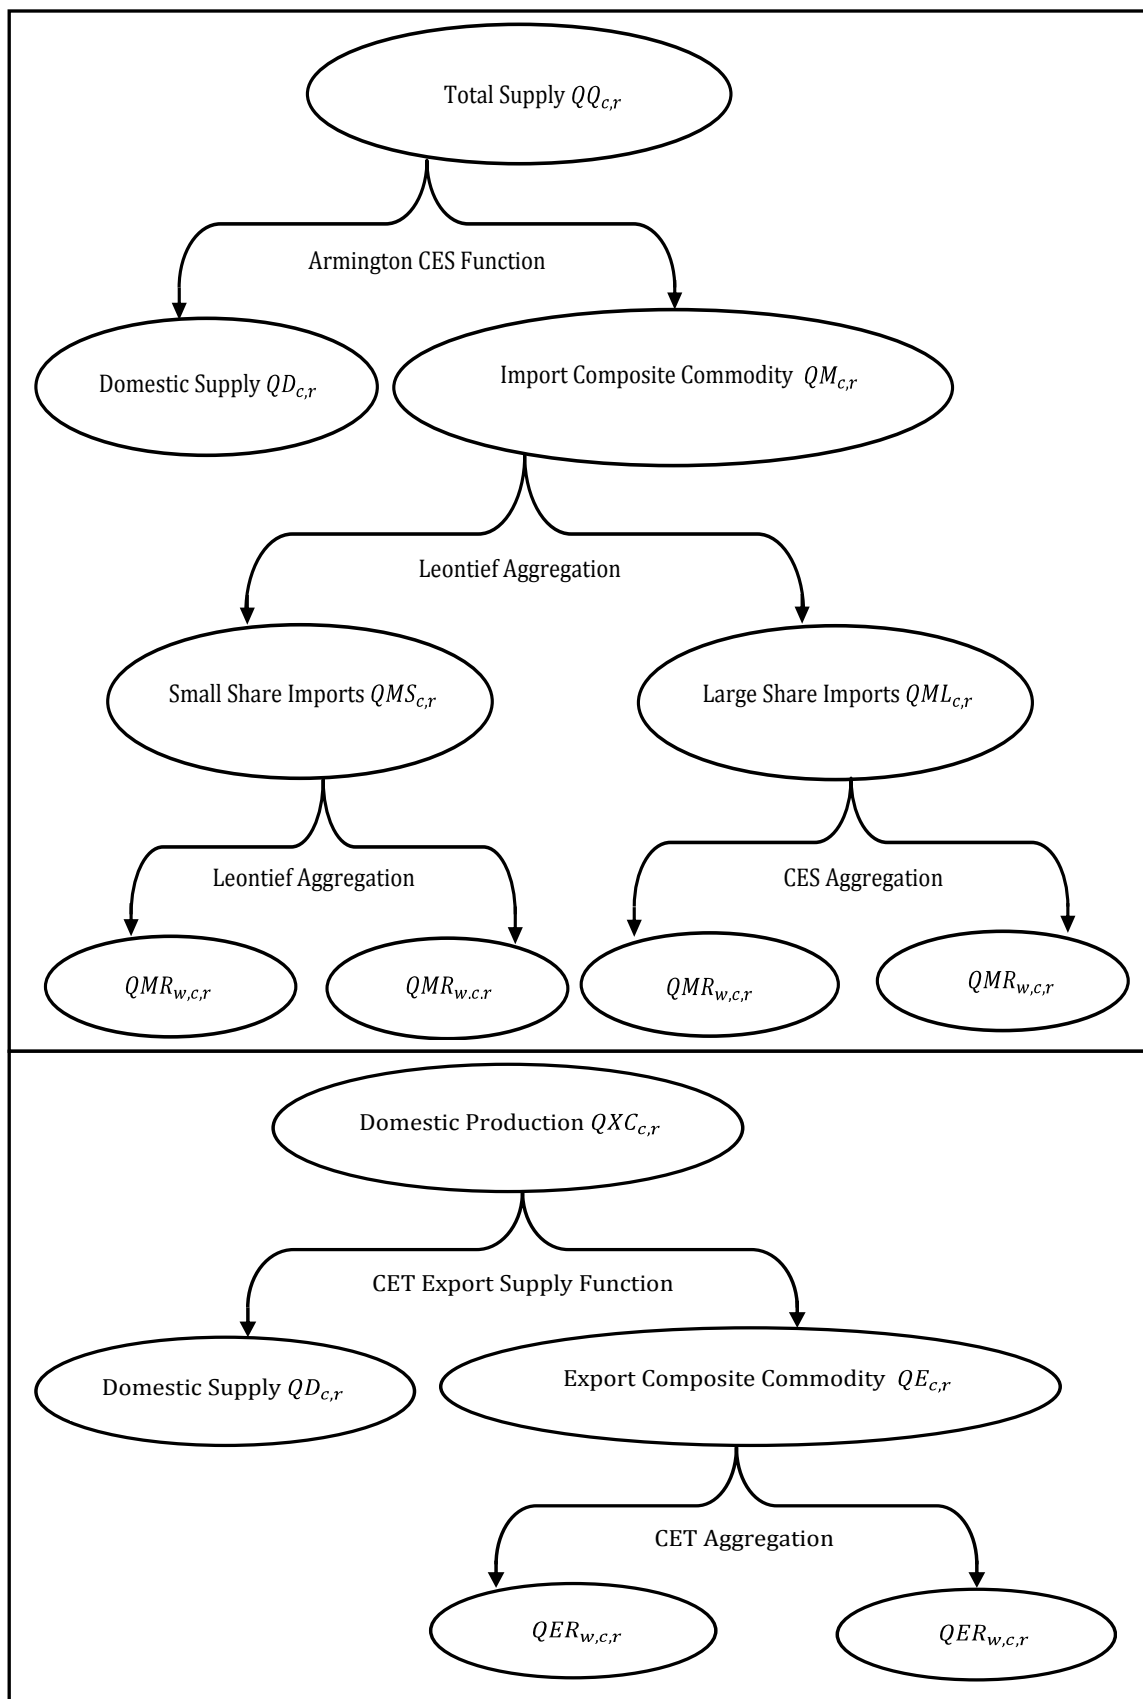 Total Supply QQ_{c,r}
Armington CES Function
Domestic Supply QD_{c,r}
Import Composite Commodity QM_{c,r}
Leontief Aggregation
Small Share Imports QMS_{c,r}
Large Share Imports QML_{c,r}
Leontief Aggregation
CES Aggregation
QMR_{w,c,r}
QMR_{w.c.r}
QMR_{w,c,r}
QMR_{w,c,r}
Domestic Production QXC_{c,r}
CET Export Supply Function
Domestic Supply QD_{c,r}
Export Composite Commodity QE_{c,r}
CET Aggregation
QER_{w,c,r}
QER_{w,c,r}